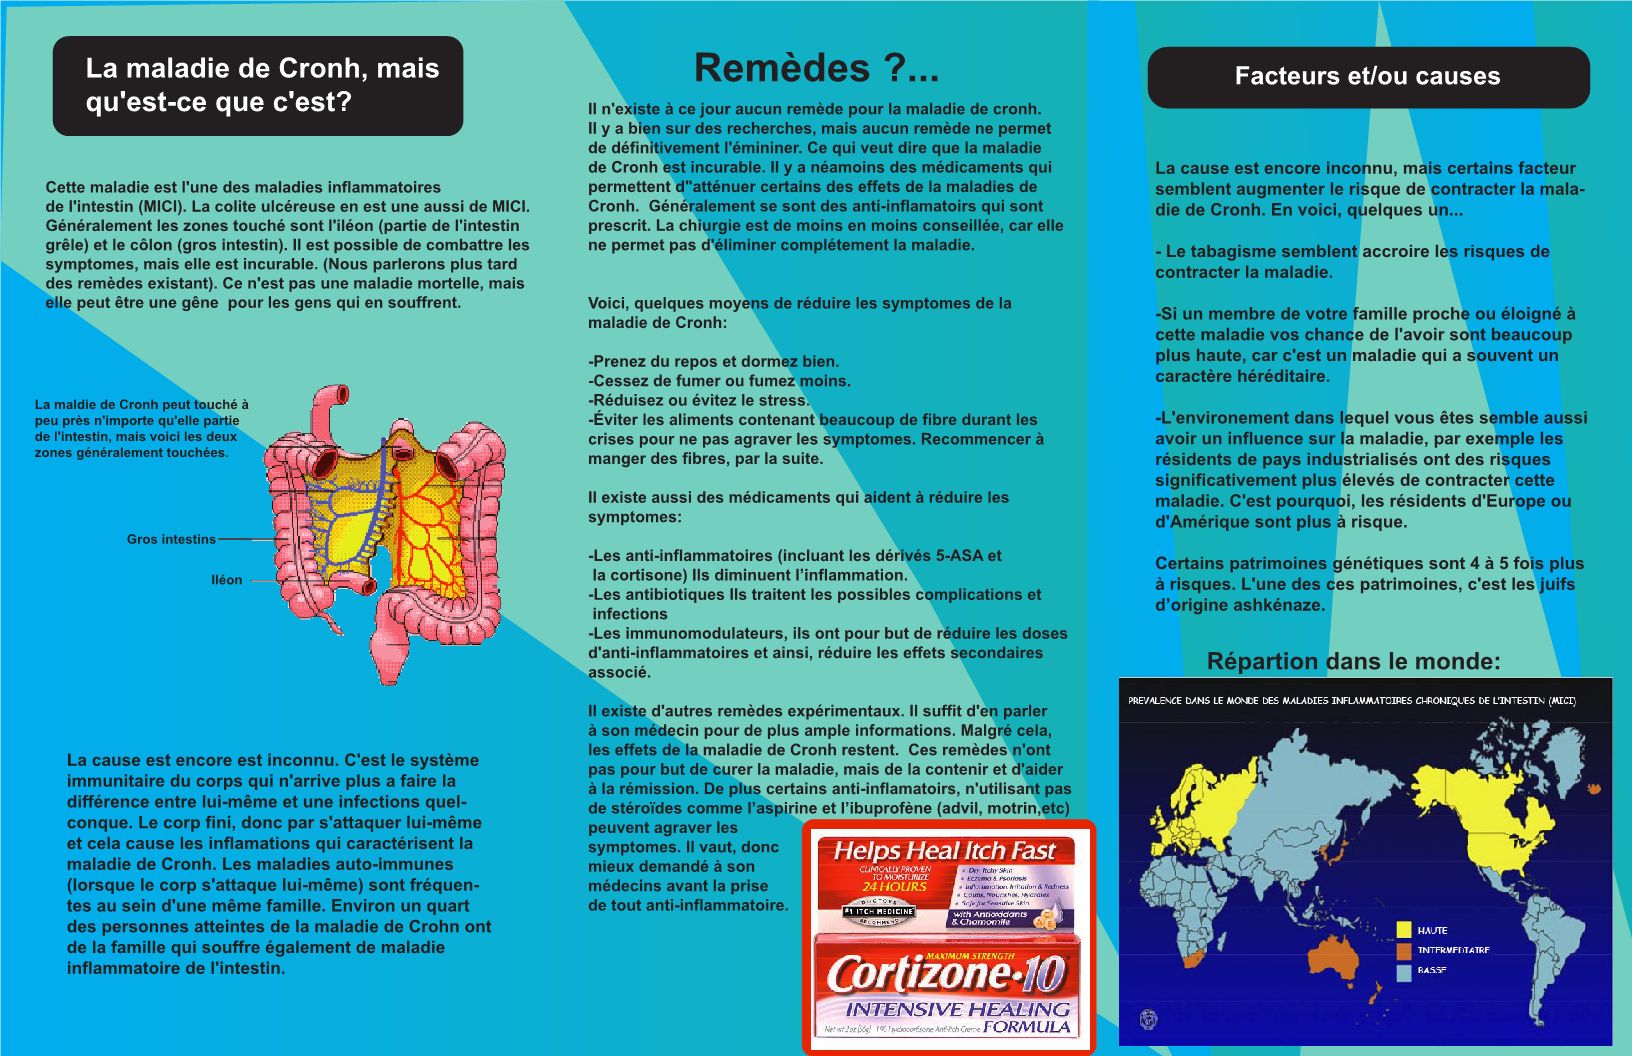 La maladie de Cronh, mais
qu'est-ce que c'est?
Cette maladie est l'une des maladies inflammatoires
de l'intestin (MICI). La colite ulcéreuse en est une aussi de MICI.
Généralement les zones touché sont l'iléon (partie de l'intestin
grêle) et le côlon (gros intestin). Il est possible de combattre les
symptomes, mais elle est incurable. (Nous parlerons plus tard
des remèdes existant). Ce n'est pas une maladie mortelle, mais
elle peut être une gêne  pour les gens qui en souffrent.
La maldie de Cronh peut touché à
peu près n'importe qu'elle partie
de l'intestin, mais voici les deux
zones généralement touchées.
Gros intestins
Iléon
La cause est encore est inconnu. C'est le système
immunitaire du corps qui n'arrive plus a faire la
différence entre lui-même et une infections quel-
conque. Le corp fini, donc par s'attaquer lui-même
et cela cause les inflamations qui caractérisent la
maladie de Cronh. Les maladies auto-immunes
(lorsque le corp s'attaque lui-même) sont fréquen-
tes au sein d'une même famille. Environ un quart
des personnes atteintes de la maladie de Crohn ont
de la famille qui souffre également de maladie
inflammatoire de l'intestin.
Remèdes ?...
Il n'existe à ce jour aucun remède pour la maladie de cronh.
Il y a bien sur des recherches, mais aucun remède ne permet
de définitivement l'émininer. Ce qui veut dire que la maladie
de Cronh est incurable. Il y a néamoins des médicaments qui
permettent d"atténuer certains des effets de la maladies de
Cronh.  Généralement se sont des anti-inflamatoirs qui sont
prescrit. La chiurgie est de moins en moins conseillée, car elle
ne permet pas d'éliminer complétement la maladie.
Voici, quelques moyens de réduire les symptomes de la
maladie de Cronh:
-Prenez du repos et dormez bien.
-Cessez de fumer ou fumez moins.
-Réduisez ou évitez le stress.
-Éviter les aliments contenant beaucoup de fibre durant les
crises pour ne pas agraver les symptomes. Recommencer à
manger des fibres, par la suite.
Il existe aussi des médicaments qui aident à réduire les
symptomes:
-Les anti-inflammatoires (incluant les dérivés 5-ASA et
la cortisone) Ils diminuent l’inflammation.
-Les antibiotiques Ils traitent les possibles complications et
infections
-Les immunomodulateurs, ils ont pour but de réduire les doses
d'anti-inflammatoires et ainsi, réduire les effets secondaires
associé.
Il existe d'autres remèdes expérimentaux. Il suffit d'en parler
à son médecin pour de plus ample informations. Malgré cela,
les effets de la maladie de Cronh restent.  Ces remèdes n'ont
pas pour but de curer la maladie, mais de la contenir et d'aider
à la rémission. De plus certains anti-inflamatoirs, n'utilisant pas
de stéroïdes comme l’aspirine et l’ibuprofène (advil, motrin,etc)
peuvent agraver les
symptomes. Il vaut, donc
mieux demandé à son
médecins avant la prise
de tout anti-inflammatoire.
Helps Heal Itch Fast
CLINICALLY PROVEN
TO MOISTURIZE
24 HOURS
DOCTORS
#1 ITCH MEDICINE
RECOMMEND
Dry, Itchy Skin
Eczema & Psoriasis
Inflammation, Irritation & Redness
Calms, Nourishes, Hydrates
Safe for Sensitive Skin
with Antioxidants
& Chamomile
MAXIMUM STRENGTH
Cortizone·10
INTENSIVE HEALING
FORMULA
Net wt 2 oz (56g) 1% Hydrocortisone Anti-Itch Creme
Facteurs et/ou causes
La cause est encore inconnu, mais certains facteur
semblent augmenter le risque de contracter la mala-
die de Cronh. En voici, quelques un...
- Le tabagisme semblent accroire les risques de
contracter la maladie.
-Si un membre de votre famille proche ou éloigné à
cette maladie vos chance de l'avoir sont beaucoup
plus haute, car c'est un maladie qui a souvent un
caractère héréditaire.
-L'environement dans lequel vous êtes semble aussi
avoir un influence sur la maladie, par exemple les
résidents de pays industrialisés ont des risques
significativement plus élevés de contracter cette
maladie. C'est pourquoi, les résidents d'Europe ou
d'Amérique sont plus à risque.
Certains patrimoines génétiques sont 4 à 5 fois plus
à risques. L'une des ces patrimoines, c'est les juifs
d’origine ashkénaze.
Répartion dans le monde:
PREVALENCE DANS LE MONDE DES MALADIES INFLAMMATOIRES CHRONIQUES DE L'INTESTIN (MICI)
HAUTE
INTERMEDIAIRE
BASSE